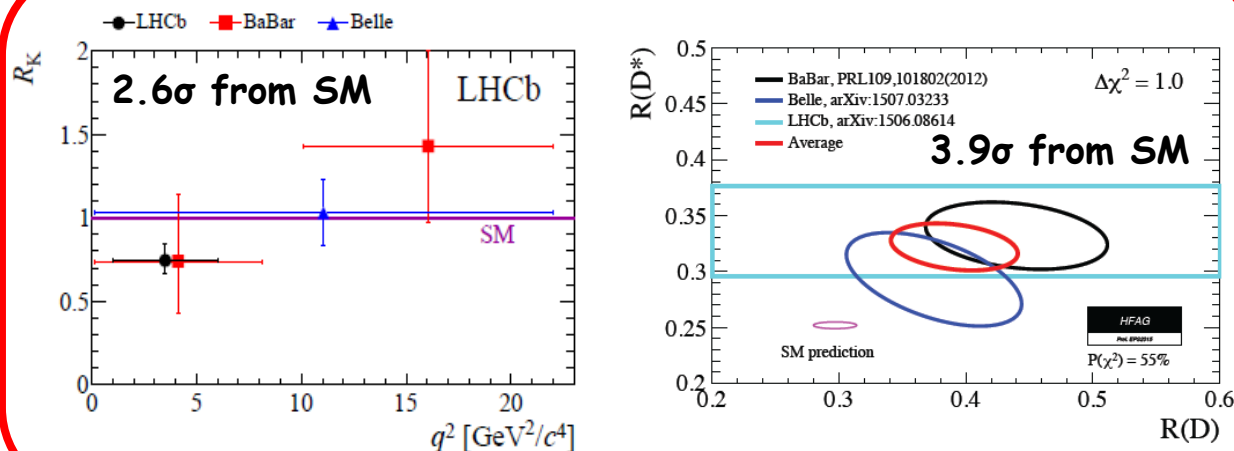 LHCb BaBar Belle
R_K
2
1.5
1
0.5
0
2.6σ from SM
LHCb
SM
0 5 10 15 20
q² [GeV²/c⁴]
R(D*)
0.5
0.45
0.4
0.35
0.3
0.25
0.2
BaBar, PRL109,101802(2012)
Belle, arXiv:1507.03233
LHCb, arXiv:1506.08614
Average
Δχ² = 1.0
3.9σ from SM
SM prediction
HFAG
Prel. EPS2015
P(χ²) = 55%
0.2 0.3 0.4 0.5 0.6
R(D)